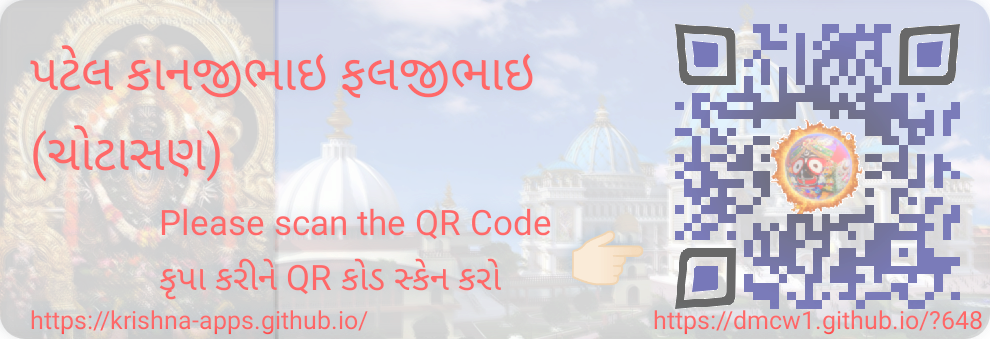 પટેલ કાનજીભાઇ ફલજીભાઇ
(ચોટાસણ)
Please scan the QR Code
કૃપા કરીને QR કોડ સ્કેન કરો
https://krishna-apps.github.io/
https://dmcw1.github.io/?648